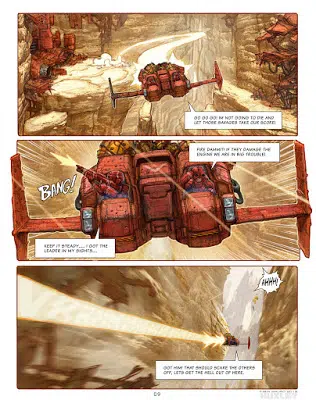 GO GO GO! I'M NOT GOING TO DIE AND
LET THOSE SAVAGES TAKE OUR GLORY!
FIRE DAMMIT! IF THEY DAMAGE THE
ENGINE WE ARE IN BIG TROUBLE!
BANG!
KEEP IT STEADY..... I GOT THE
LEADER IN MY SIGHTS....
AHHH!
GOT HIM! THAT SHOULD SCARE THE OTHERS
OFF, LETS GET THE HELL OUT OF HERE.
09